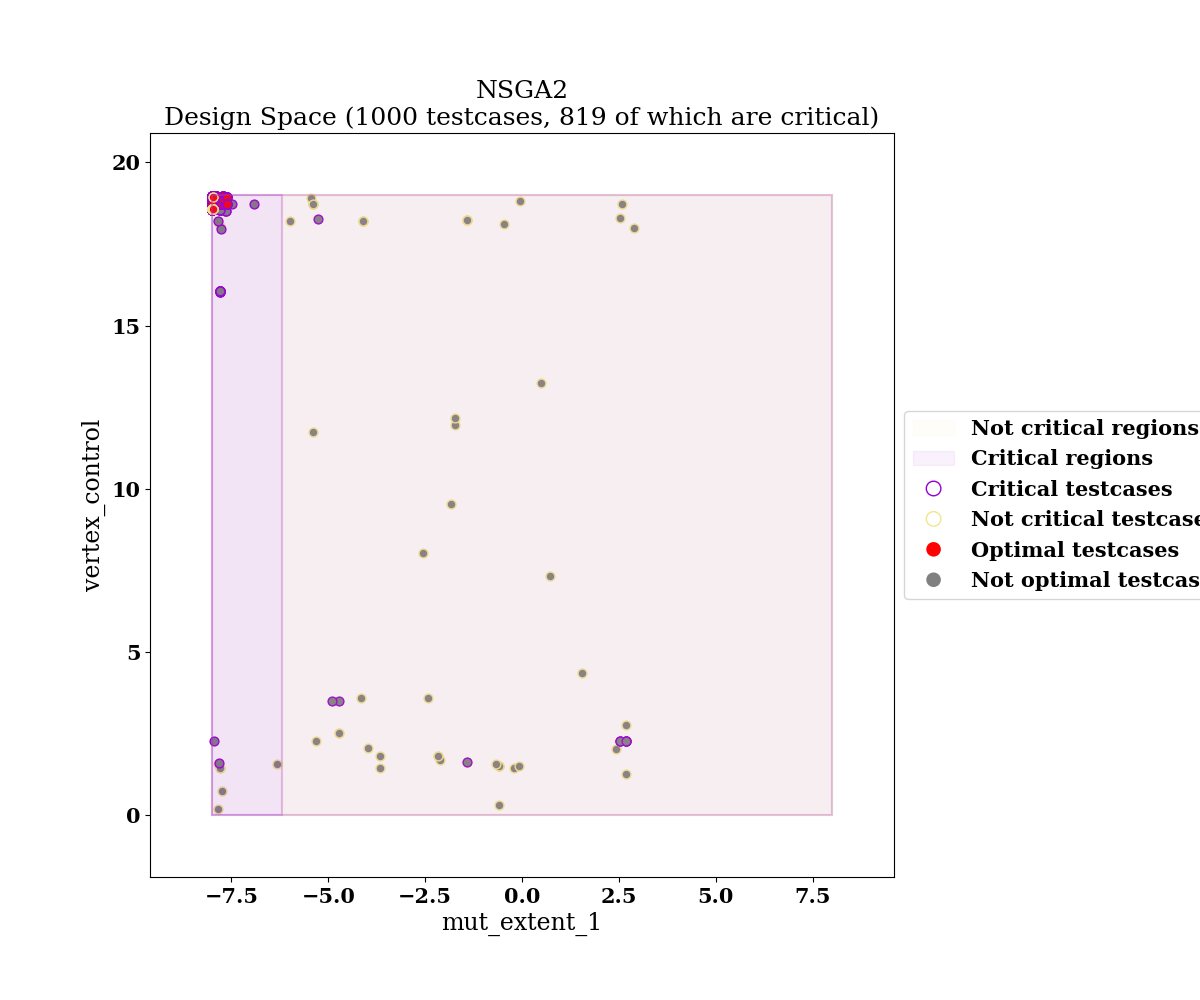 NSGA2
Design Space (1000 testcases, 819 of which are critical)
20
15
10
5
0
vertex_control
−7.5
−5.0
−2.5
0.0
2.5
5.0
7.5
mut_extent_1
Not critical regions
Critical regions
Critical testcases
Not critical testcase
Optimal testcases
Not optimal testcas